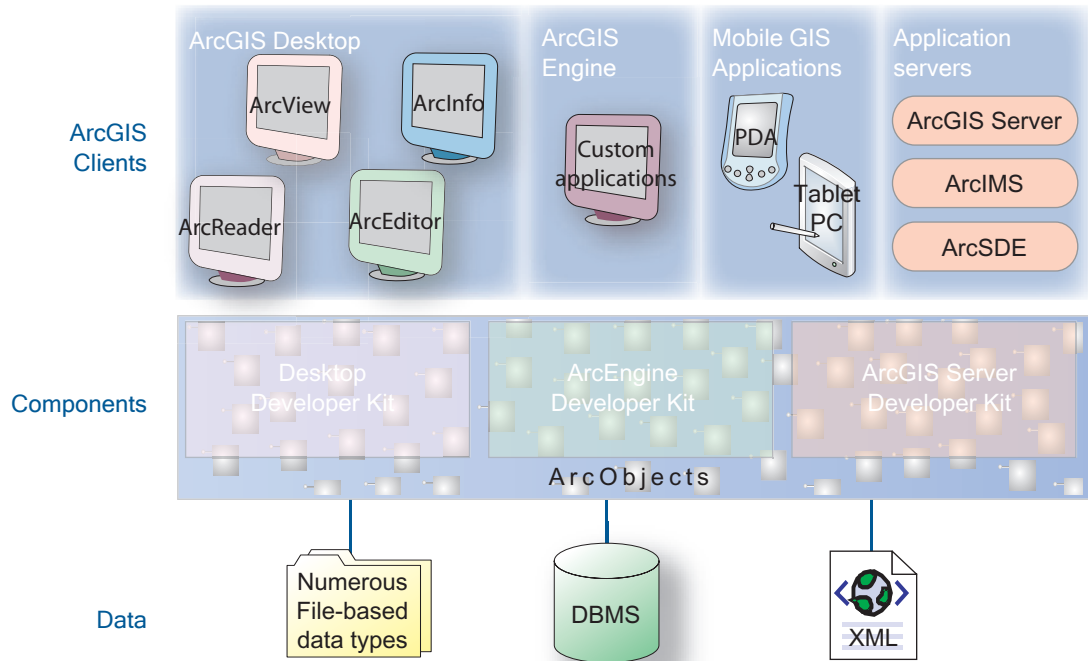 ArcGIS Desktop
ArcView
ArcInfo
ArcReader
ArcEditor
ArcGIS
Engine
Custom
applications
Mobile GIS
Applications
PDA
Tablet
PC
Application
servers
ArcGIS Server
ArcIMS
ArcSDE
ArcGIS
Clients
Components
Desktop
Developer Kit
ArcEngine
Developer Kit
ArcGIS Server
Developer Kit
ArcObjects
Data
Numerous
File-based
data types
DBMS
XML